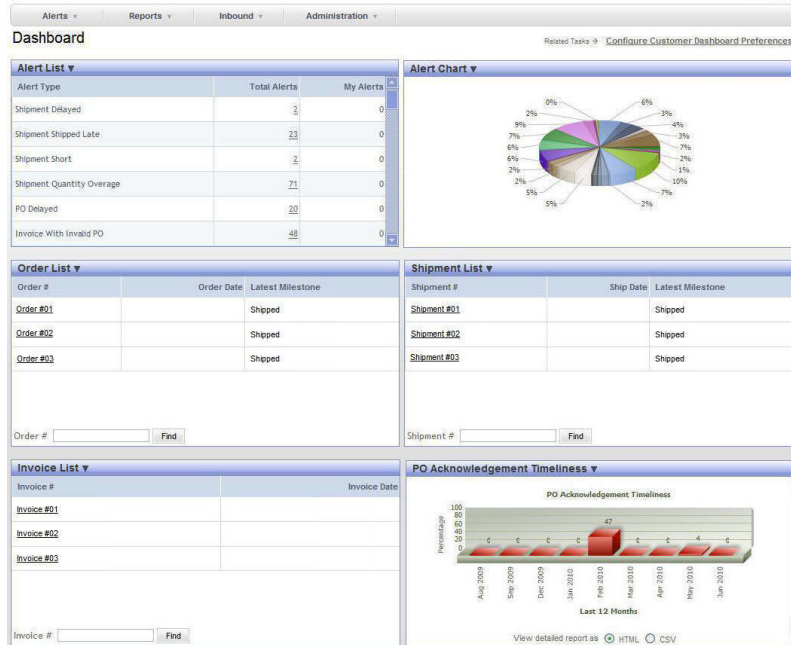 Alerts Reports Inbound Administration
Dashboard
Related Tasks → Configure Customer Dashboard Preferences
Alert List ▼
Alert Type Total Alerts My Alerts
Shipment Delayed 2 0
Shipment Shipped Late 23 0
Shipment Short 2 0
Shipment Quantity Overage 71 0
PO Delayed 20 0
Invoice With Invalid PO 48 0
Alert Chart ▼
0%
2%
9%
7%
6%
6%
2%
2%
5%
5%
6%
3%
4%
3%
7%
2%
1%
10%
7%
2%
Order List ▼
Order # Order Date Latest Milestone
Order #01 Shipped
Order #02 Shipped
Order #03 Shipped
Order # Find
Shipment List ▼
Shipment # Ship Date Latest Milestone
Shipment #01 Shipped
Shipment #02 Shipped
Shipment #03 Shipped
Shipment # Find
Invoice List ▼
Invoice # Invoice Date
Invoice #01
Invoice #02
Invoice #03
Invoice # Find
PO Acknowledgement Timeliness ▼
PO Acknowledgement Timeliness
Percentage
100
80
60
40
20
0
0 0 0 0 47 0 0 4 0
Aug 2009
Sep 2009
Dec 2009
Jan 2010
Feb 2010
Mar 2010
Apr 2010
May 2010
Jun 2010
Last 12 Months
View detailed report as HTML CSV